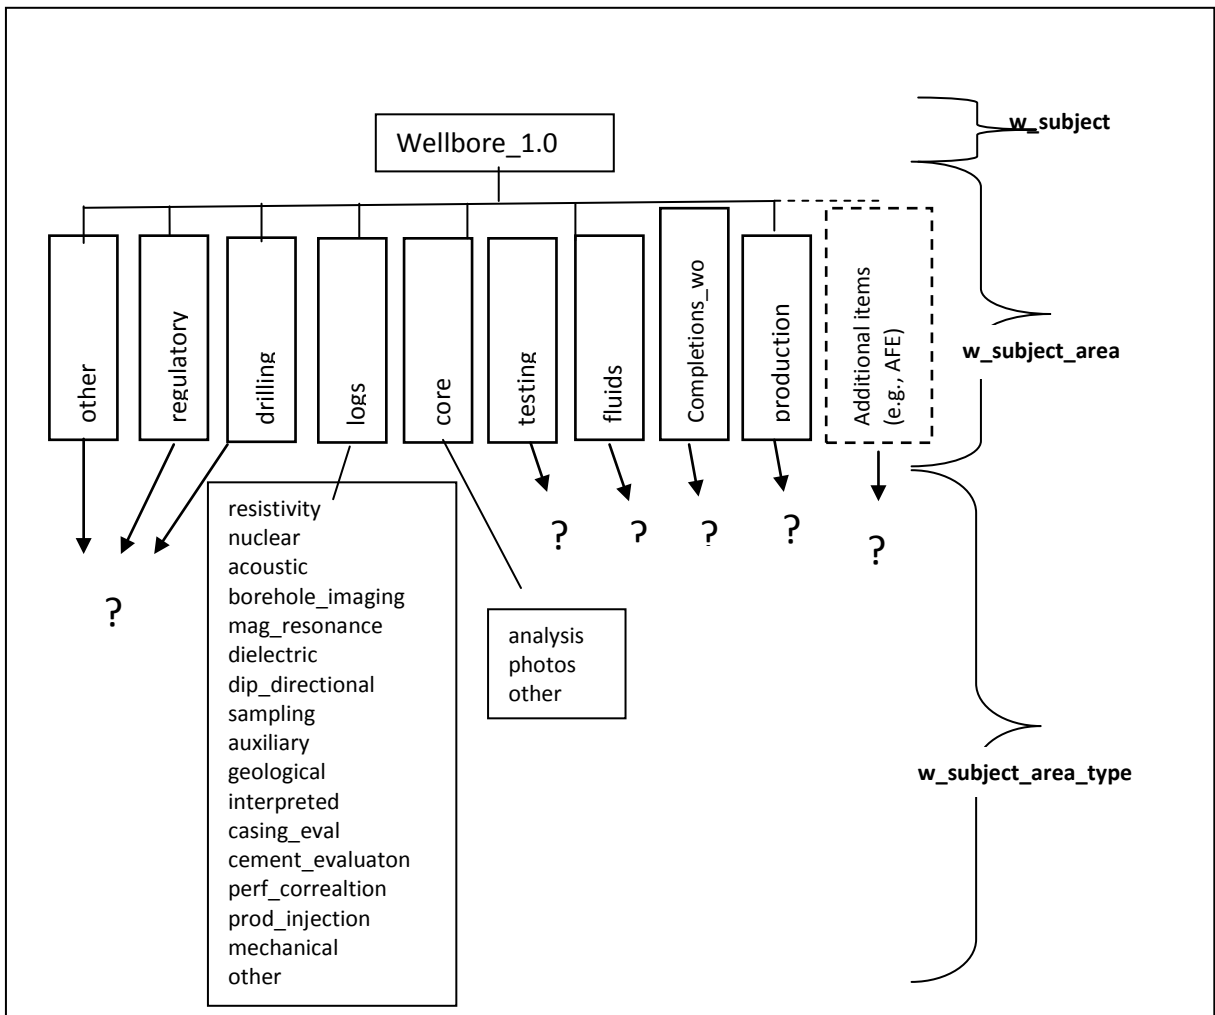 w_subject
Wellbore_1.0
other
regulatory
drilling
logs
core
testing
fluids
Completions_wo
production
Additional items
(e.g., AFE)
w_subject_area
resistivity
nuclear
acoustic
borehole_imaging
mag_resonance
dielectric
dip_directional
sampling
auxiliary
geological
interpreted
casing_eval
cement_evaluaton
perf_correaltion
prod_injection
mechanical
other
analysis
photos
other
?
?
?
?
?
?
w_subject_area_type